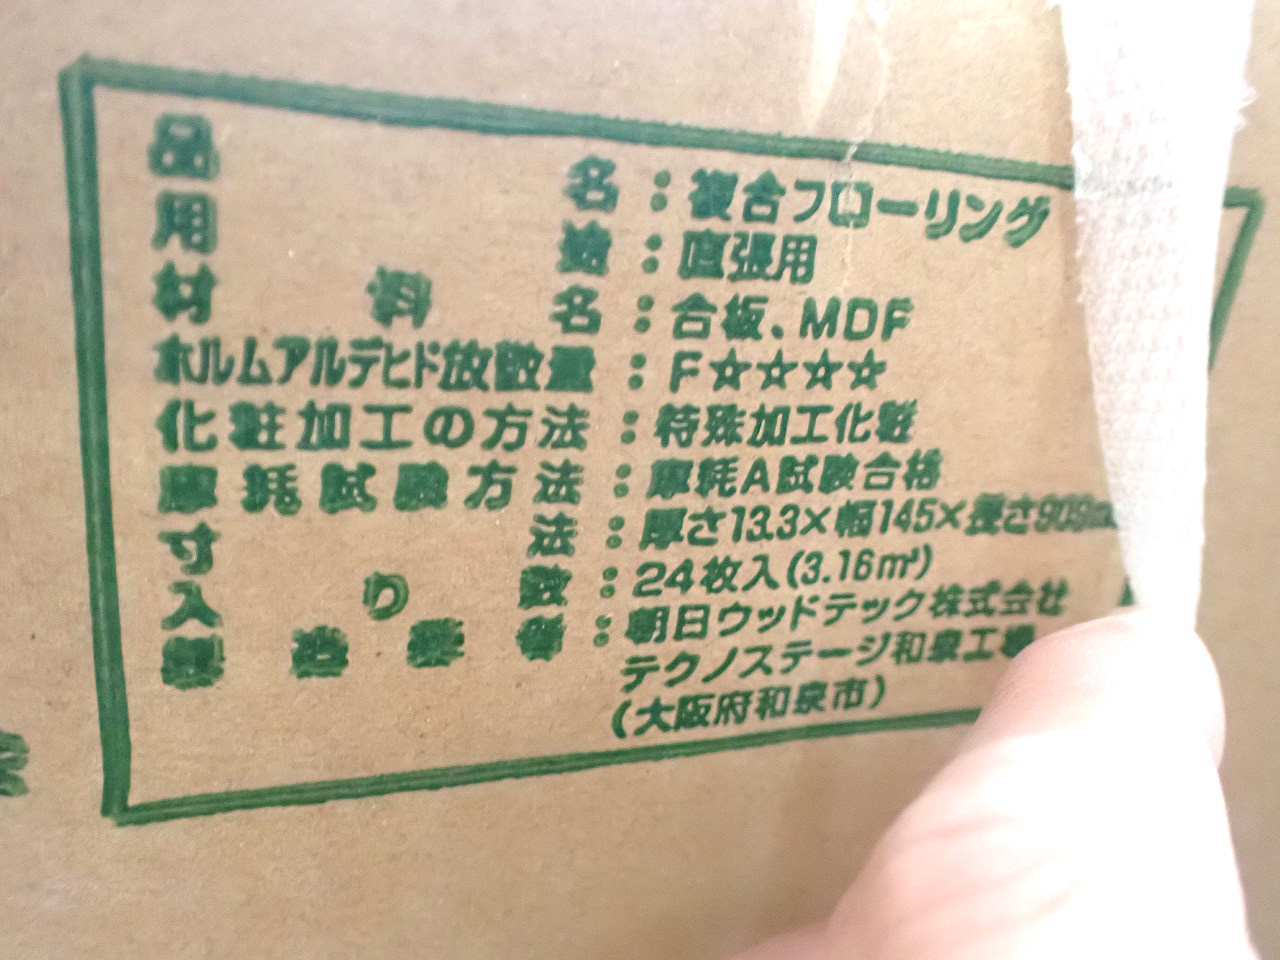 品名：複合フローリング
用途：直張用
材料名：合板、MDF
ホルムアルデヒド放散量：F☆☆☆☆
化粧加工の方法：特殊加工化粧
摩耗試験方法：摩耗A試験合格
寸法：厚さ13.3×幅145×長さ909m
入り数：24枚入(3.16㎡)
製造業者：朝日ウッドテック株式会社
テクノステージ和泉工場
(大阪府和泉市)